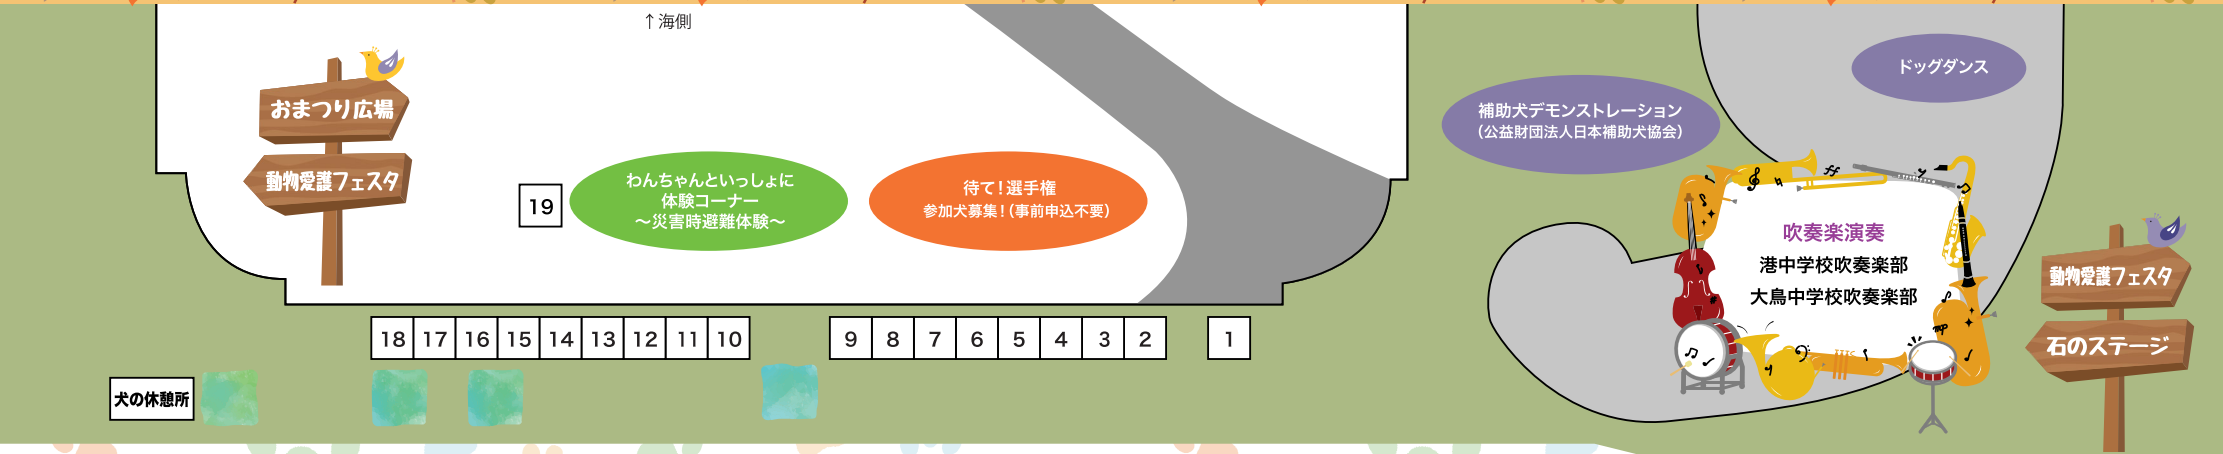 ↑海側
おまつり広場
動物愛護フェスタ
19
わんちゃんといっしょに
体験コーナー
～災害時避難体験～
待て！選手権
参加犬募集！（事前申込不要）
18 17 16 15 14 13 12 11 10
9 8 7 6 5 4 3 2
1
犬の休憩所
補助犬デモンストレーション
（公益財団法人日本補助犬協会）
ドッグダンス
吹奏楽演奏
港中学校吹奏楽部
大鳥中学校吹奏楽部
動物愛護フェスタ
石のステージ